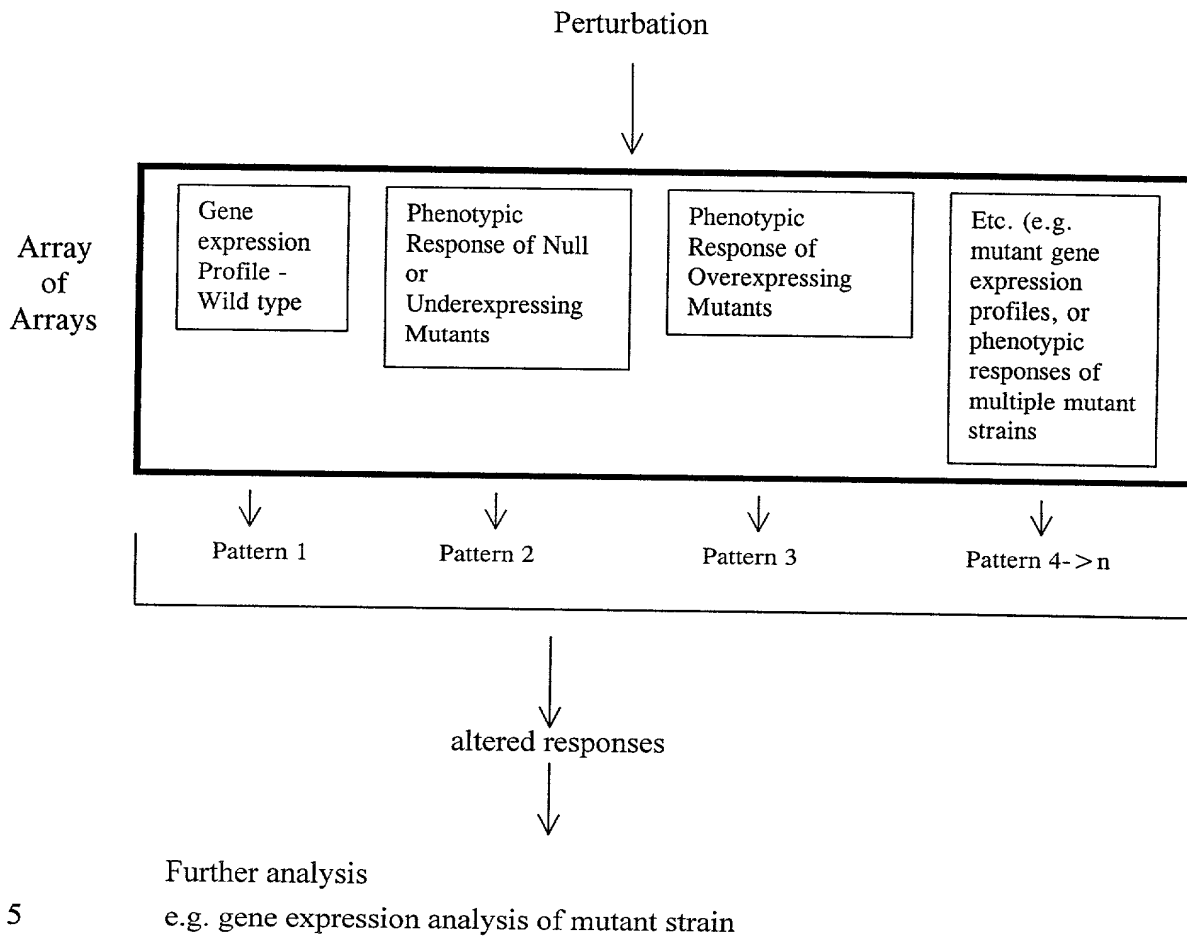 Perturbation
Array
of
Arrays
Gene
expression
Profile -
Wild type
Phenotypic
Response of Null
or
Underexpressing
Mutants
Phenotypic
Response of
Overexpressing
Mutants
Etc. (e.g.
mutant gene
expression
profiles, or
phenotypic
responses of
multiple mutant
strains
Pattern 1
Pattern 2
Pattern 3
Pattern 4->n
altered responses
Further analysis
5
e.g. gene expression analysis of mutant strain